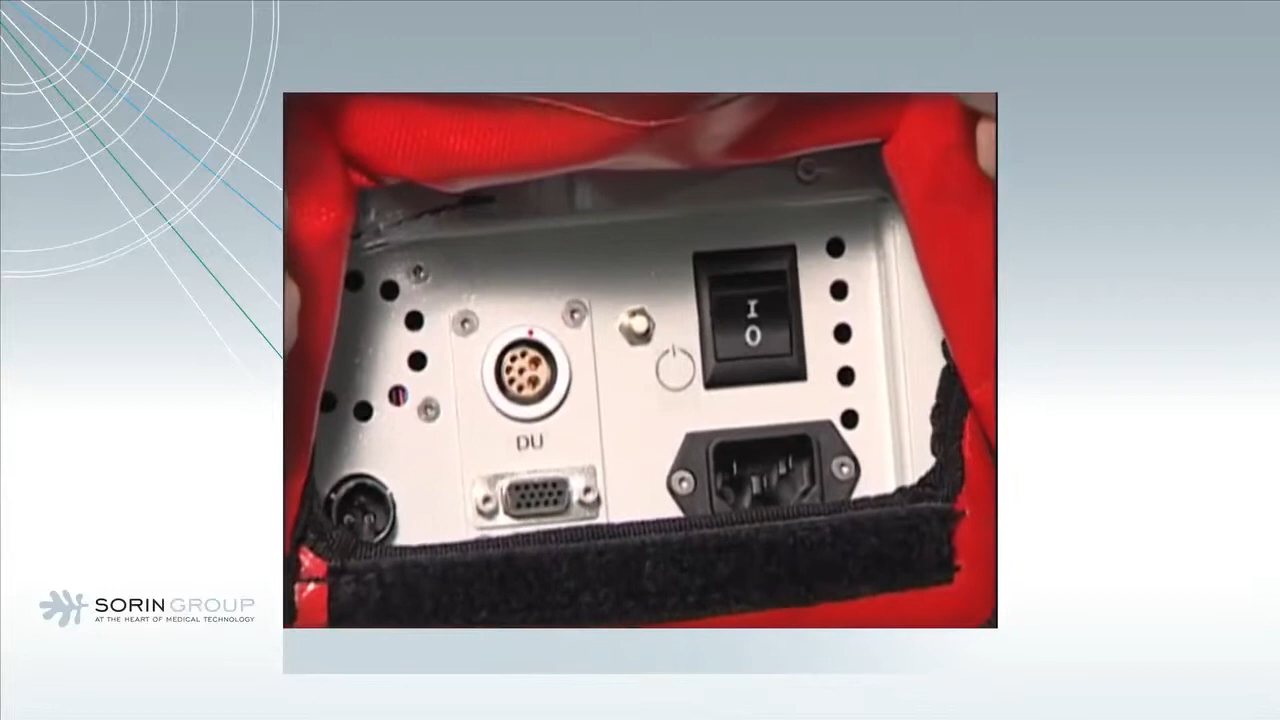 I
O
DU
SORIN GROUP
AT THE HEART OF MEDICAL TECHNOLOGY